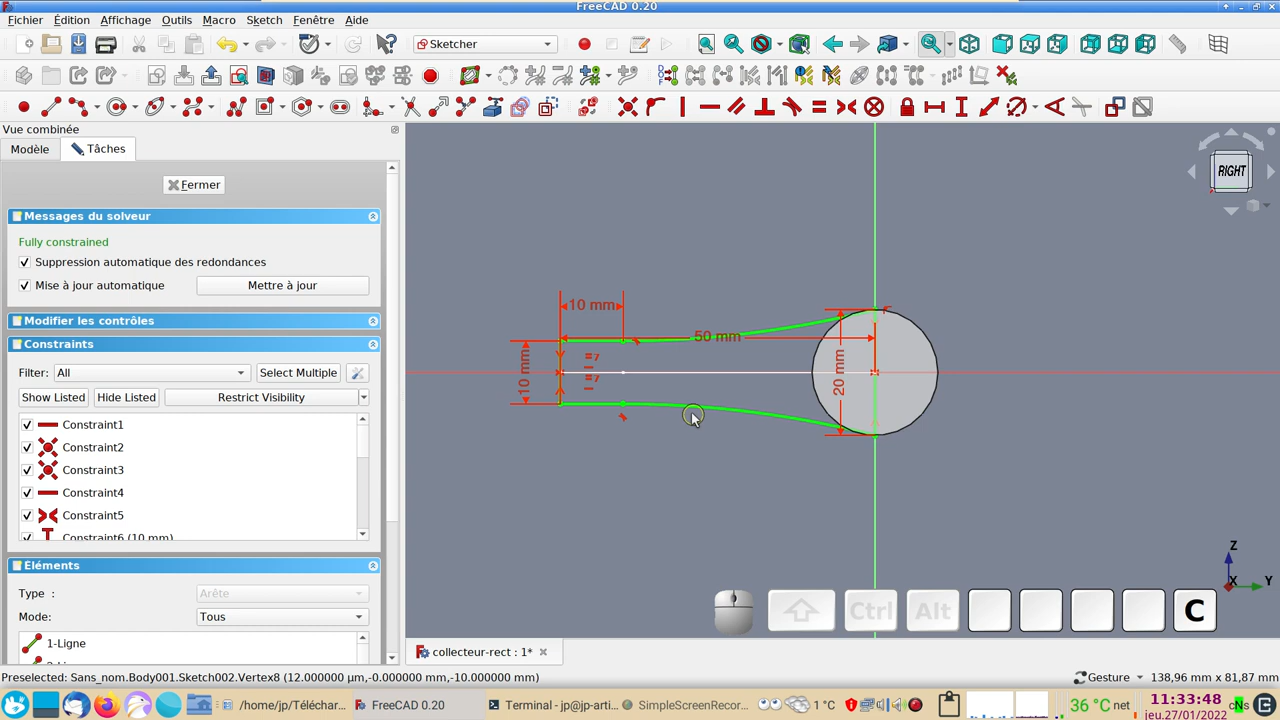 FreeCAD 0.20
Fichier Édition Affichage Outils Macro Sketch Fenêtre Aide
Sketcher
Vue combinée
Modèle Tâches
Fermer
Messages du solveur
Fully constrained
Suppression automatique des redondances
Mise à jour automatique Mettre à jour
Modifier les contrôles
Constraints
Filter: All Select Multiple
Show Listed Hide Listed Restrict Visibility
Constraint1
Constraint2
Constraint3
Constraint4
Constraint5
Constraint6 (10 mm)
Eléments
Type : Arête
Mode: Tous
1-Ligne
RIGHT
10 mm
50 mm
10 mm
20 mm
Z
X Y
Ctrl Alt C
collecteur-rect : 1*
Preselected: Sans_nom.Body001.Sketch002.Vertex8 (12.000000 µm,-0.000000 mm,-10.000000 mm) Gesture 138,96 mm x 81,87 mm
/home/jp/Téléchar... FreeCAD 0.20 Terminal - jp@jp-arti... SimpleScreenRecor... 1 °C 36 °C net 11:33:48
jeu.27/01/2022